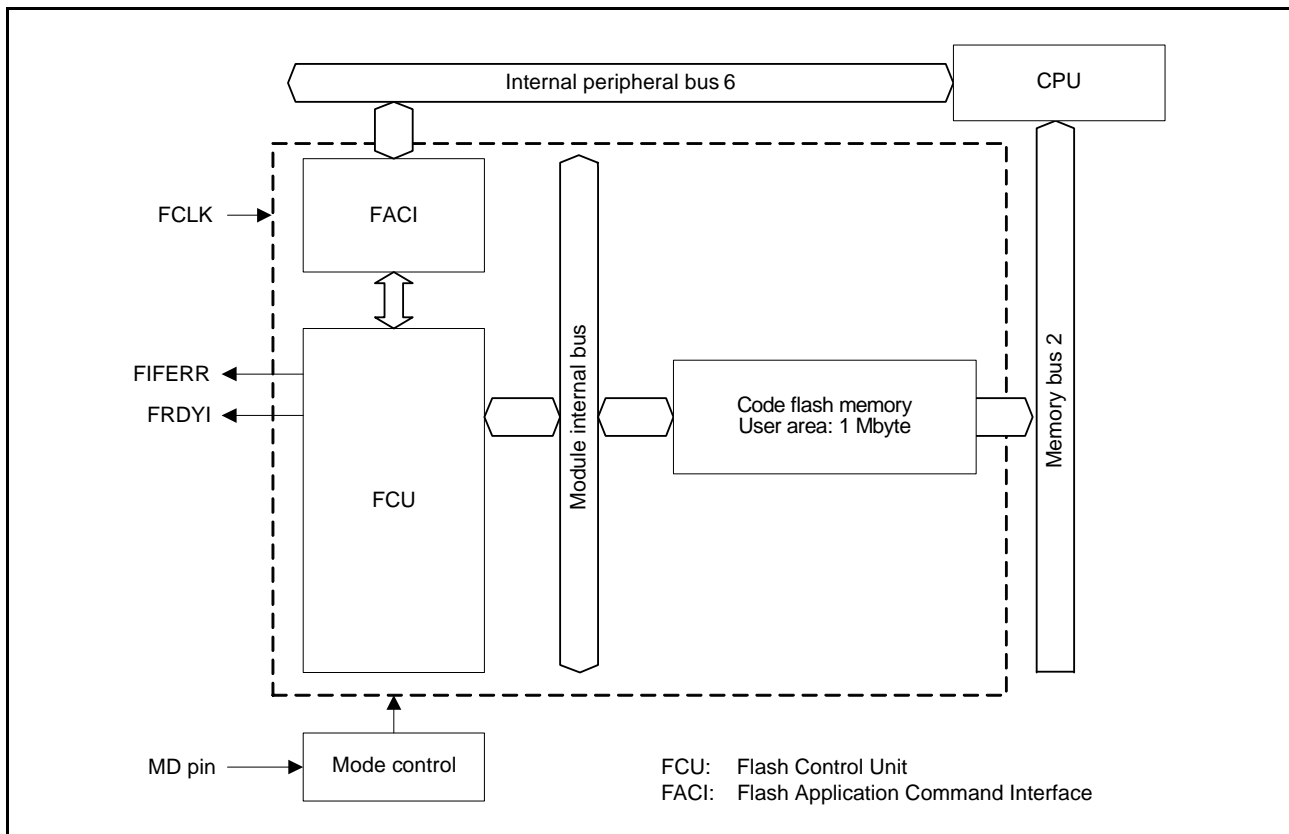 Internal peripheral bus 6
CPU
FCLK
FACI
FIFERR
FRDYI
FCU
Module internal bus
Code flash memory
User area: 1 Mbyte
Memory bus 2
MD pin
Mode control
FCU: Flash Control Unit
FACI: Flash Application Command Interface